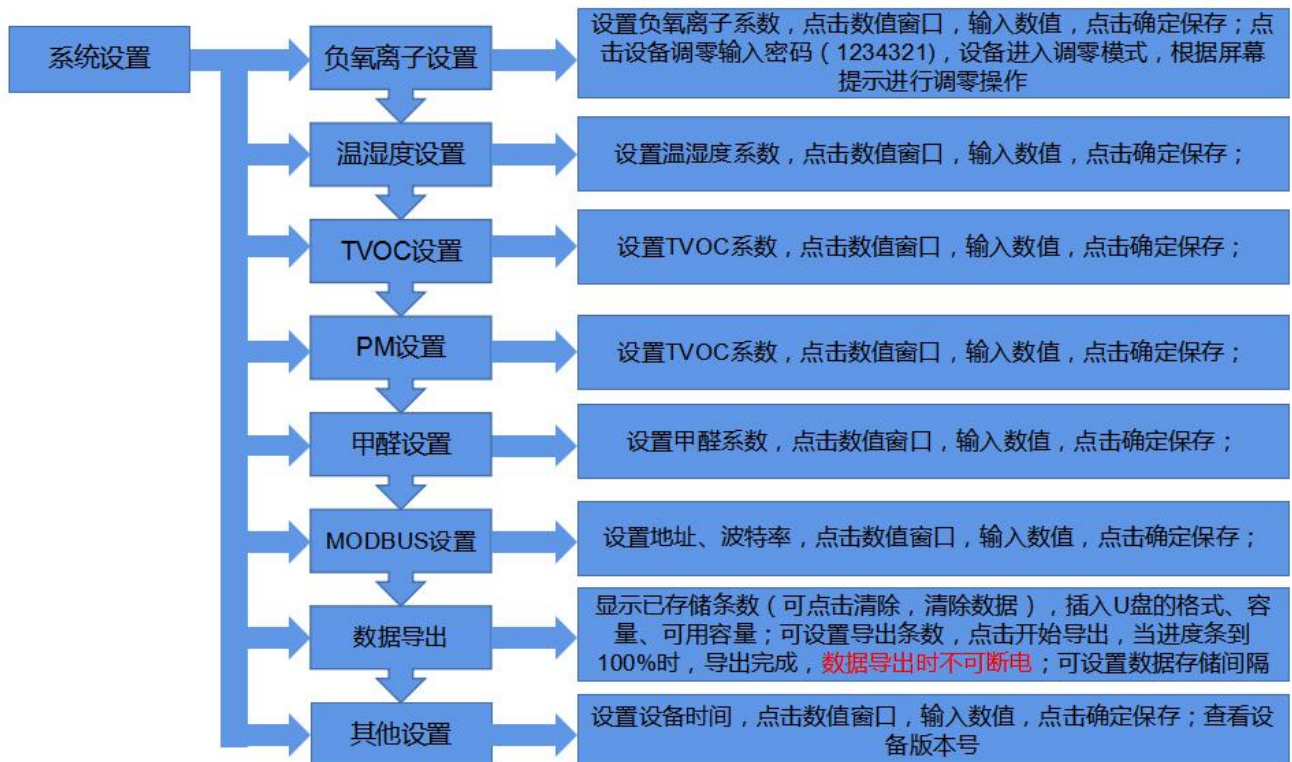 系统设置
负氧离子设置
设置负氧离子系数，点击数值窗口，输入数值，点击确定保存；点
击设备调零输入密码（1234321)，设备进入调零模式，根据屏幕
提示进行调零操作
温湿度设置
设置温湿度系数，点击数值窗口，输入数值，点击确定保存；
TVOC设置
设置TVOC系数，点击数值窗口，输入数值，点击确定保存；
PM设置
设置TVOC系数，点击数值窗口，输入数值，点击确定保存；
甲醛设置
设置甲醛系数，点击数值窗口，输入数值，点击确定保存；
MODBUS设置
设置地址、波特率，点击数值窗口，输入数值，点击确定保存；
数据导出
显示已存储条数（可点击清除，清除数据），插入U盘的格式、容
量、可用容量；可设置导出条数，点击开始导出，当进度条到
100%时，导出完成，数据导出时不可断电；可设置数据存储间隔
其他设置
设置设备时间，点击数值窗口，输入数值，点击确定保存；查看设
备版本号